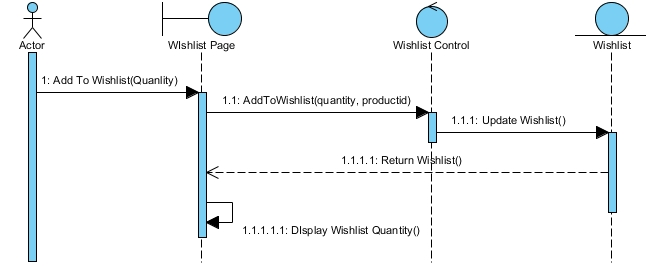 Actor
WIshlist Page
Wishlist Control
Wishlist
1: Add To Wishlist(Quanlity)
1.1: AddToWishlist(quantity, productid)
1.1.1: Update Wishlist()
1.1.1.1: Return Wishlist()
1.1.1.1.1: DIsplay Wishlist Quantity()